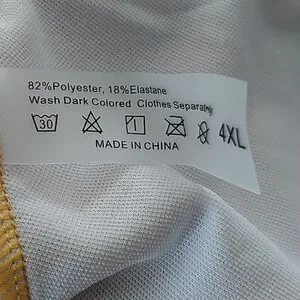 82%Polyester, 18%Elastane
Wash Dark Colored Clothes Separately
30 4XL
MADE IN CHINA